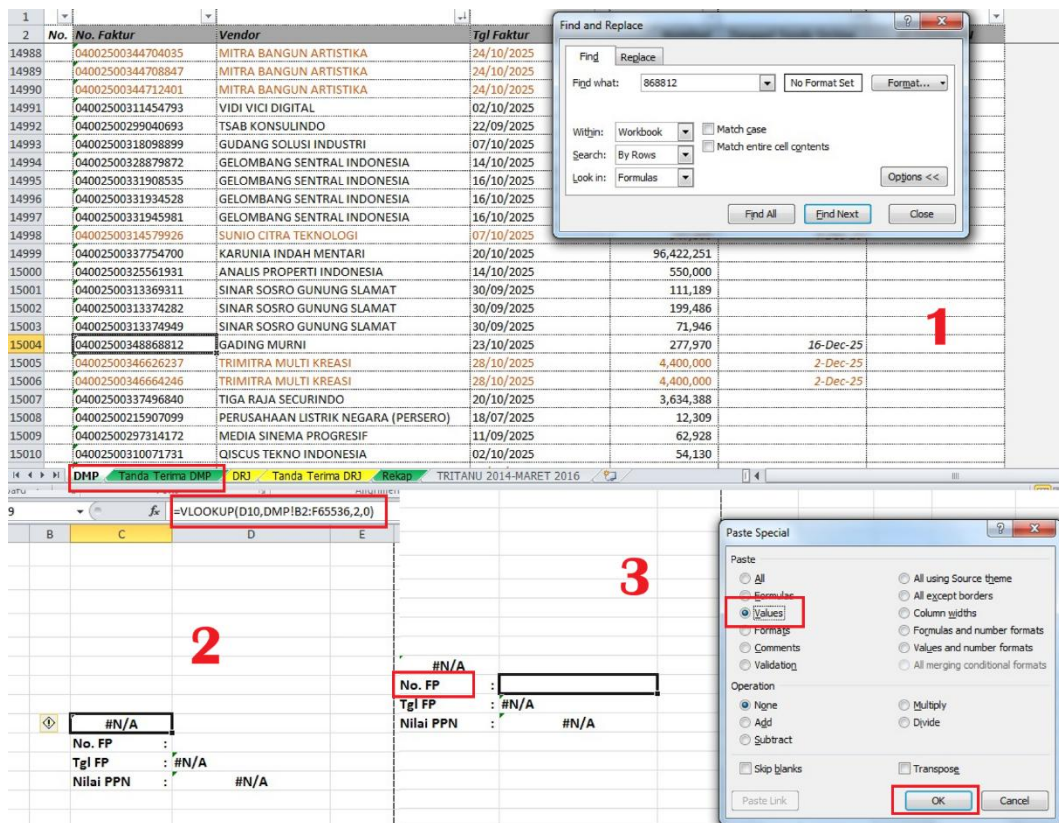 1
2 No. No. Faktur Vendor Tgl Faktur
14988 04002500344704035 MITRA BANGUN ARTISTIKA 24/10/2025
14989 04002500344708847 MITRA BANGUN ARTISTIKA 24/10/2025
14990 04002500344712401 MITRA BANGUN ARTISTIKA 24/10/2025
14991 04002500311454793 VIDI VICI DIGITAL 02/10/2025
14992 04002500299040693 TSAB KONSULINDO 22/09/2025
14993 04002500318098899 GUDANG SOLUSI INDUSTRI 07/10/2025
14994 04002500328879872 GELOMBANG SENTRAL INDONESIA 14/10/2025
14995 04002500331908535 GELOMBANG SENTRAL INDONESIA 16/10/2025
14996 04002500331934528 GELOMBANG SENTRAL INDONESIA 16/10/2025
14997 04002500331945981 GELOMBANG SENTRAL INDONESIA 16/10/2025
14998 04002500314579926 SUNIO CITRA TEKNOLOGI 07/10/2025
14999 04002500337754700 KARUNIA INDAH MENTARI 20/10/2025 96,422,251
15000 04002500325561931 ANALIS PROPERTI INDONESIA 14/10/2025 550,000
15001 04002500313369311 SINAR SOSRO GUNUNG SLAMAT 30/09/2025 111,189
15002 04002500313374282 SINAR SOSRO GUNUNG SLAMAT 30/09/2025 199,486
15003 04002500313374949 SINAR SOSRO GUNUNG SLAMAT 30/09/2025 71,946
15004 04002500348868812 GADING MURNI 23/10/2025 277,970 16-Dec-25
15005 04002500346626237 TRIMITRA MULTI KREASI 28/10/2025 4,400,000 2-Dec-25
15006 04002500346664246 TRIMITRA MULTI KREASI 28/10/2025 4,400,000 2-Dec-25
15007 04002500337496840 TIGA RAJA SECURINDO 20/10/2025 3,634,388
15008 04002500215907099 PERUSAHAAN LISTRIK NEGARA (PERSERO) 18/07/2025 12,309
15009 04002500297314172 MEDIA SINEMA PROGRESIF 11/09/2025 62,928
15010 04002500310071731 QISCUS TEKNO INDONESIA 02/10/2025 54,130
DMP Tanda Terima DMP DRJ Tanda Terima DRJ Rekap TRITANU 2014-MARET 2016
Find and Replace
Find Replace
Find what: 868812 No Format Set Format...
Within: Workbook Match case
Match entire cell contents
Search: By Rows
Look in: Formulas Options <<
Find All Find Next Close
1
9 fx =VLOOKUP(D10,DMP!B2:F65536,2,0)
B C D E
2
#N/A
No. FP :
Tgl FP : #N/A
Nilai PPN : #N/A
3
#N/A
No. FP :
Tgl FP : #N/A
Nilai PPN : #N/A
Paste Special
Paste
All All using Source theme
Formulas All except borders
Values Column widths
Formats Formulas and number formats
Comments Values and number formats
Validation All merging conditional formats
Operation
None Multiply
Add Divide
Subtract
Skip blanks Transpose
Paste Link OK Cancel